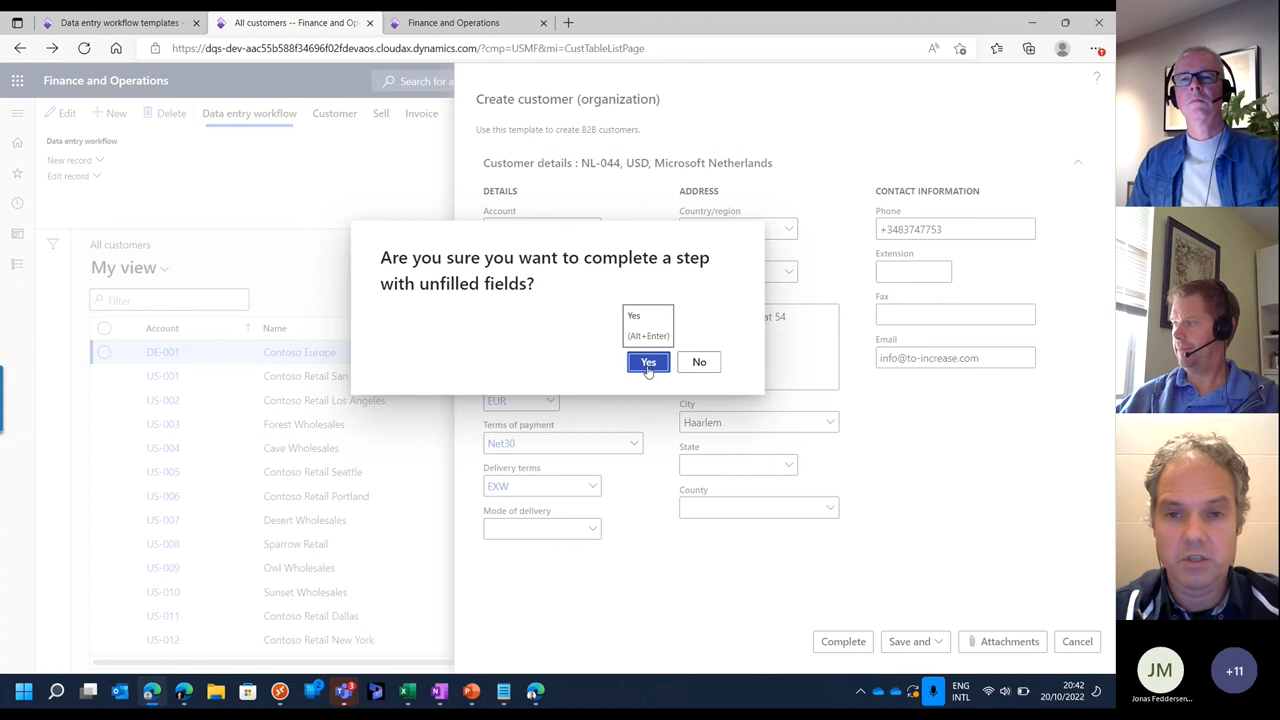 Data entry workflow templates -
All customers -- Finance and Op
Finance and Operations
https://dqs-dev-aac55b588f34696f02fdevaos.cloudax.dynamics.com/?cmp=USMF&mi=CustTableListPage
Finance and Operations
Search for a
?
Edit
New
Delete
Data entry workflow
Customer
Sell
Invoice
Data entry workflow
New record
Edit record
All customers
My view
Filter
Account
Name
DE-001
Contoso Europe
US-001
Contoso Retail San
US-002
Contoso Retail Los Angeles
US-003
Forest Wholesales
US-004
Cave Wholesales
US-005
Contoso Retail Seattle
US-006
Contoso Retail Portland
US-007
Desert Wholesales
US-008
Sparrow Retail
US-009
Owl Wholesales
US-010
Sunset Wholesales
US-011
Contoso Retail Dallas
US-012
Contoso Retail New York
Create customer (organization)
Use this template to create B2B customers.
Customer details : NL-044, USD, Microsoft Netherlands
DETAILS
Account
EUR
Terms of payment
Net30
Delivery terms
EXW
Mode of delivery
ADDRESS
Country/region
at 54
City
Haarlem
State
County
CONTACT INFORMATION
Phone
+3483747753
Extension
Fax
Email
info@to-increase.com
Are you sure you want to complete a step
with unfilled fields?
Yes
(Alt+Enter)
Yes
No
Complete
Save and
Attachments
Cancel
ENG
INTL
20:42
20/10/2022
JM
Jonas Feddersen...
+11